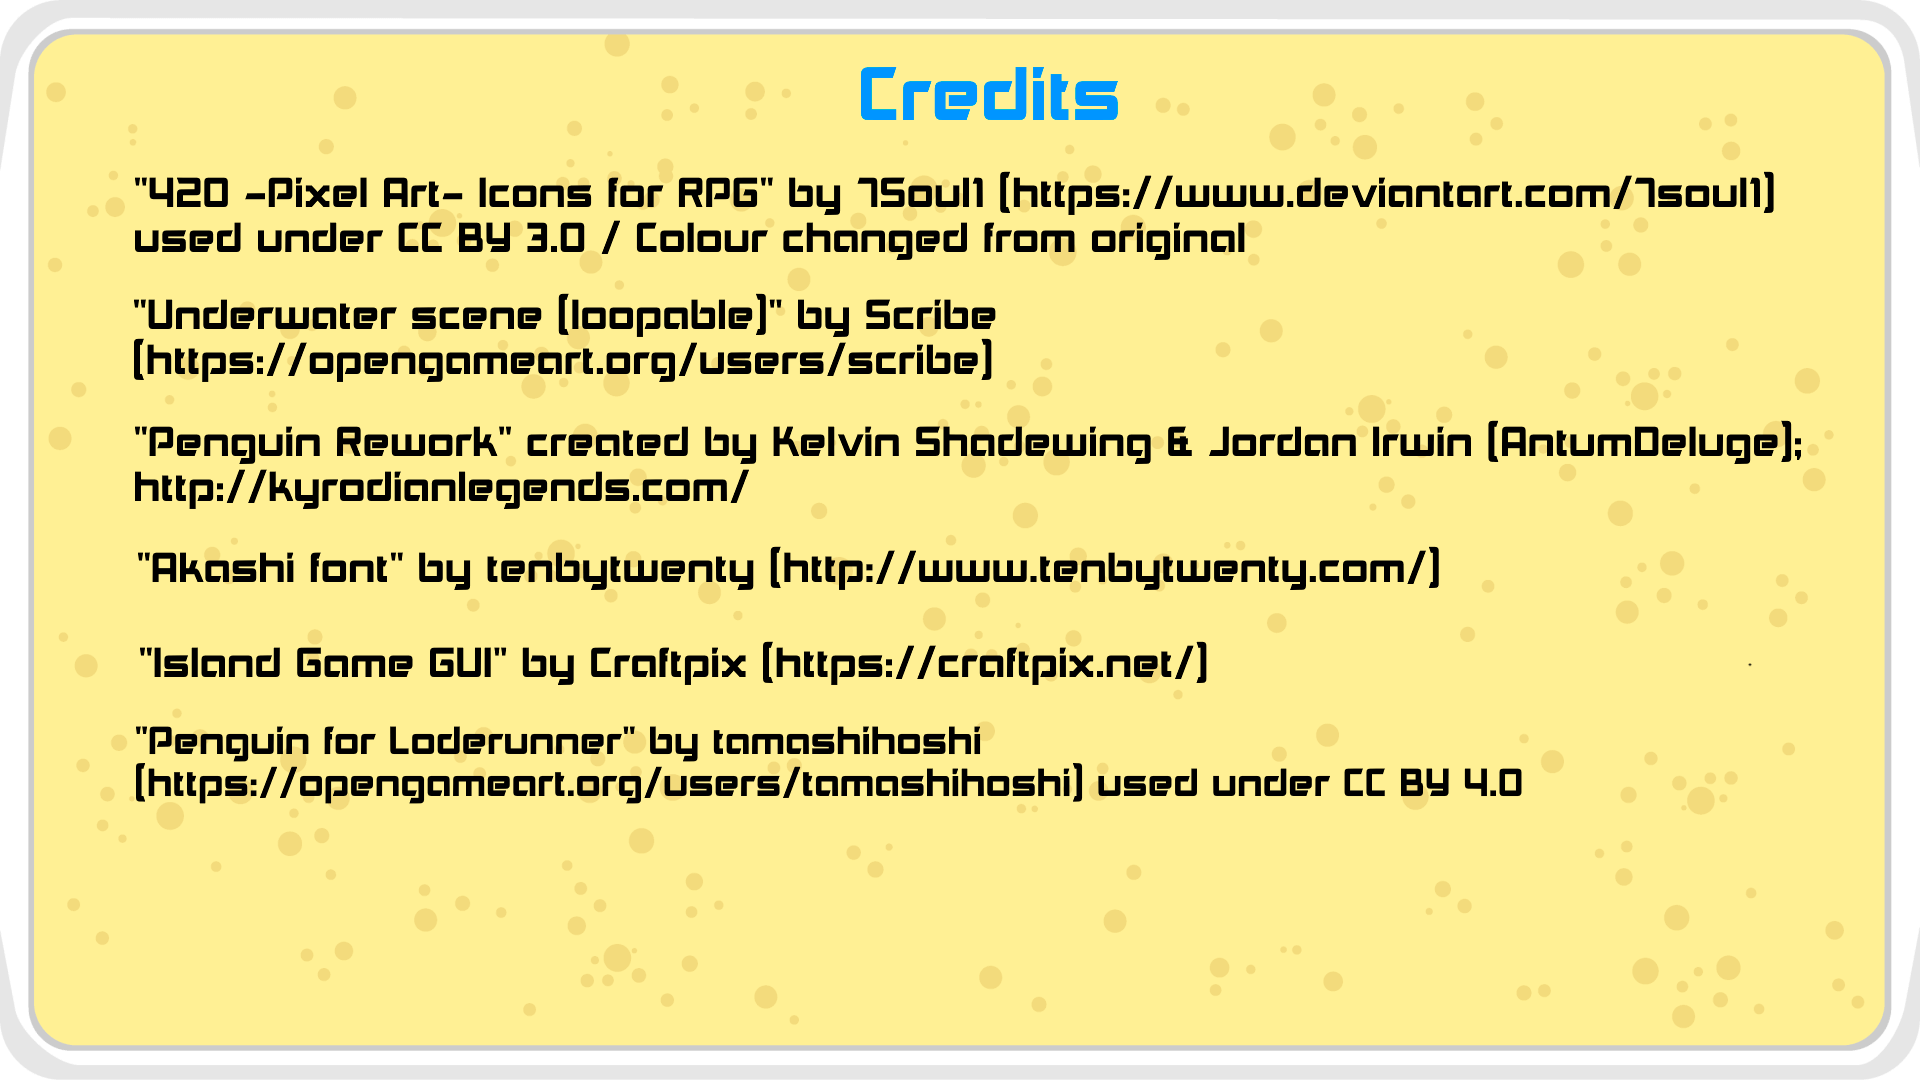 Credits
"420 -Pixel Art- Icons for RPG" by 7Soul1 (https://www.deviantart.com/7soul1)
used under CC BY 3.0 / Colour changed from original
"Underwater scene (loopable)" by Scribe
(https://opengameart.org/users/scribe)
"Penguin Rework" created by Kelvin Shadewing & Jordan Irwin (AntumDeluge);
http://kyrodianlegends.com/
"Akashi font" by tenbytwenty (http://www.tenbytwenty.com/)
"Island Game GUI" by Craftpix (https://craftpix.net/)
"Penguin for Loderunner" by tamashihoshi
(https://opengameart.org/users/tamashihoshi) used under CC BY 4.0